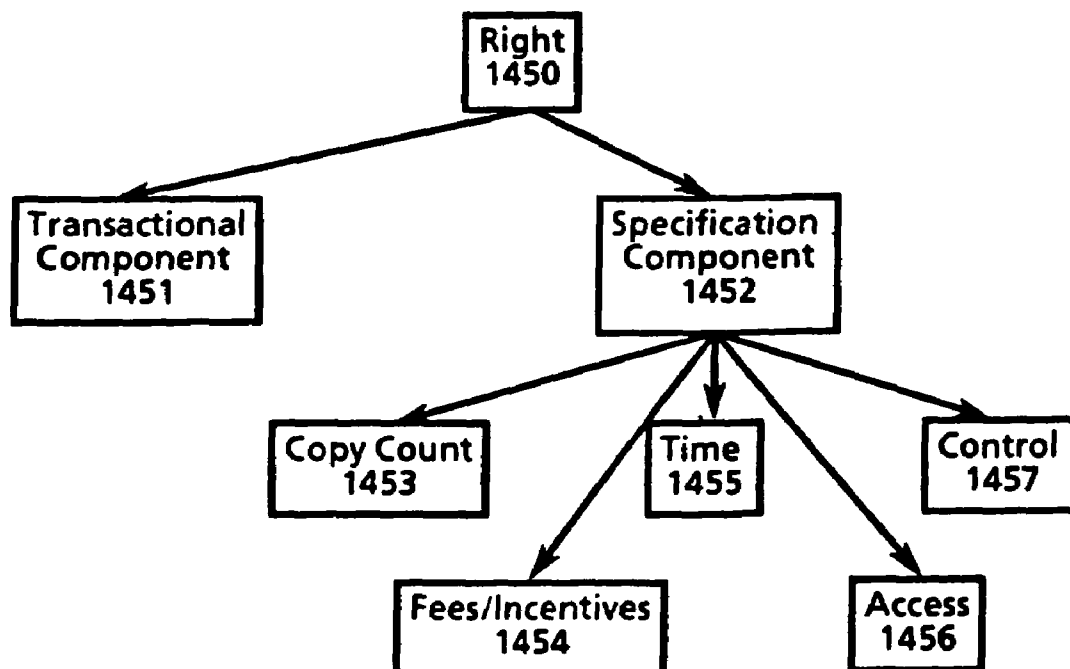 Right
1450
Transactional
Component
1451
Specification
Component
1452
Copy Count
1453
Time
1455
Control
1457
Fees/Incentives
1454
Access
1456